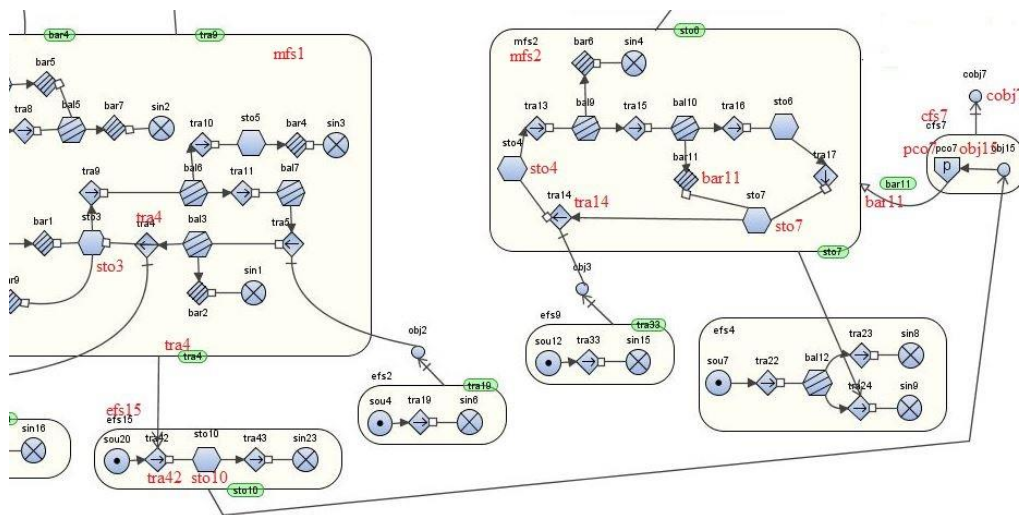 bar4
tra9
sto6
mfs1
mfs2
mfs2
bar6
sin4
cobj7
cobj7
bar5
tra8
bal5
bar7
sin2
tra10
sto5
bar4
sin3
tra13
bal9
tra15
bal10
tra16
sto6
cfs7
cfs7
pco7
obj15
pco7
p
sto4
sto4
bar11
bar11
tra17
tra9
bal6
tra11
bal7
tra14
tra14
sto7
sto7
bar11
bar11
bar1
sto3
sto3
tra4
tra4
bal3
tra5
sto7
bar2
sin1
obj3
tra4
tra4
obj2
efs9
tra33
sou12
tra33
sin15
efs4
sou7
tra22
bal12
tra23
sin8
tra24
sin9
efs2
tra19
sou4
tra19
sin6
efs15
efs15
sin16
sou20
tra42
sto10
tra43
sin23
tra42
sto10
sto10